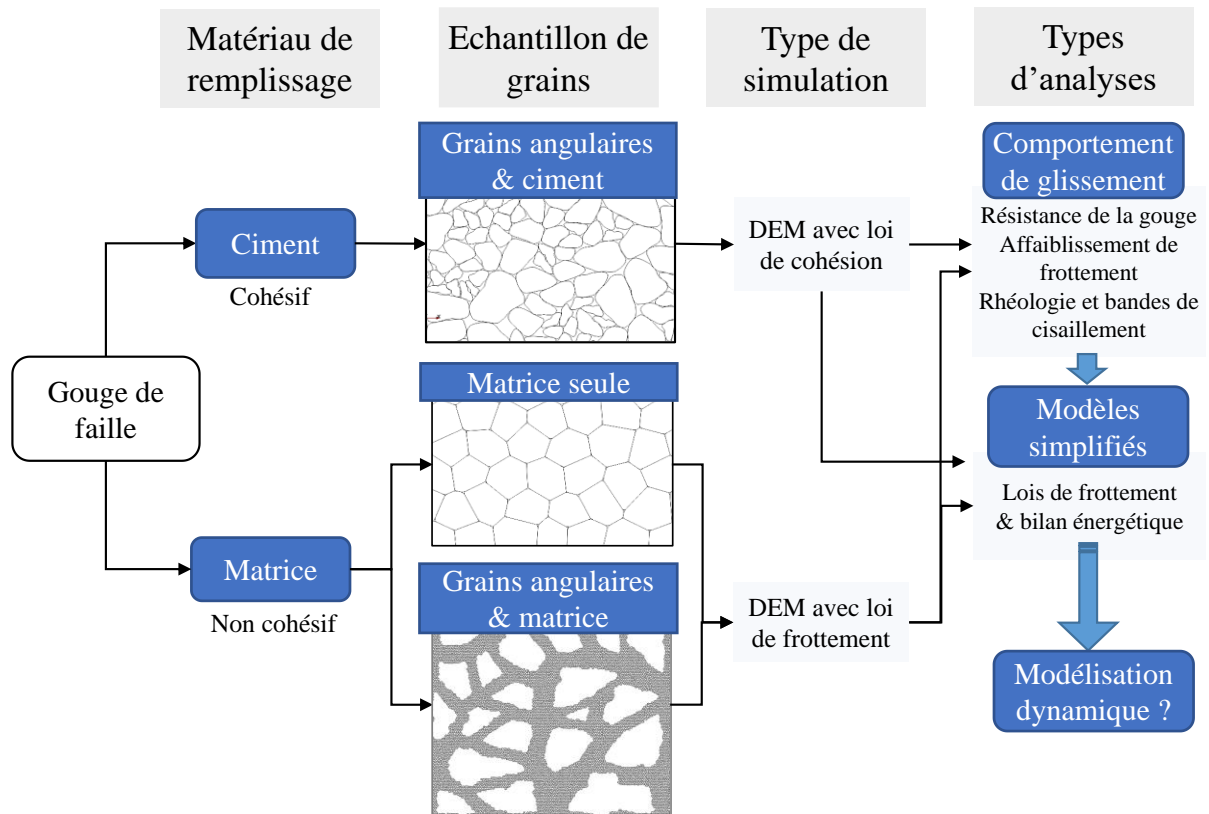 Matériau de
remplissage
Echantillon de
grains
Type de
simulation
Types
d’analyses
Grains angulaires
& ciment
Comportement
de glissement
Ciment
Cohésif
DEM avec loi
de cohésion
Résistance de la gouge
Affaiblissement de
frottement
Rhéologie et bandes de
cisaillement
Gouge de
faille
Matrice seule
Modèles
simplifiés
Lois de frottement
& bilan énergétique
Matrice
Non cohésif
Grains angulaires
& matrice
DEM avec loi
de frottement
Modélisation
dynamique ?